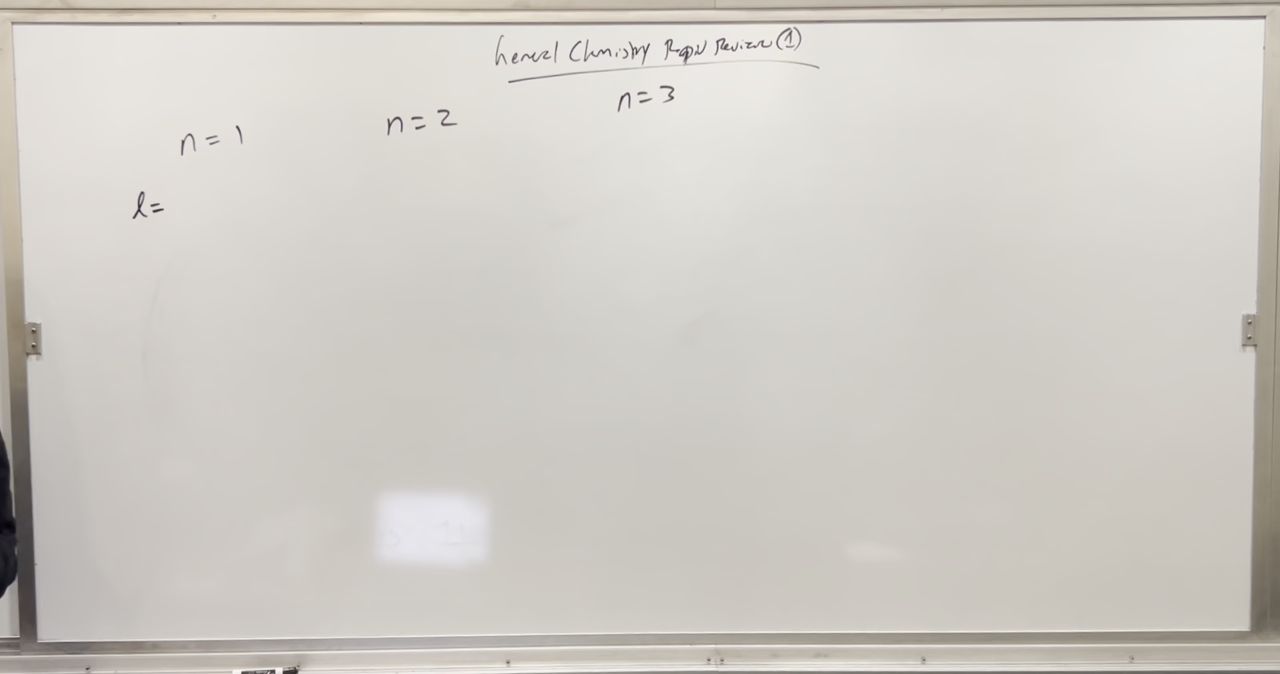 General Chemistry Rapid Review (1)
n = 1 n = 2 n = 3
l =